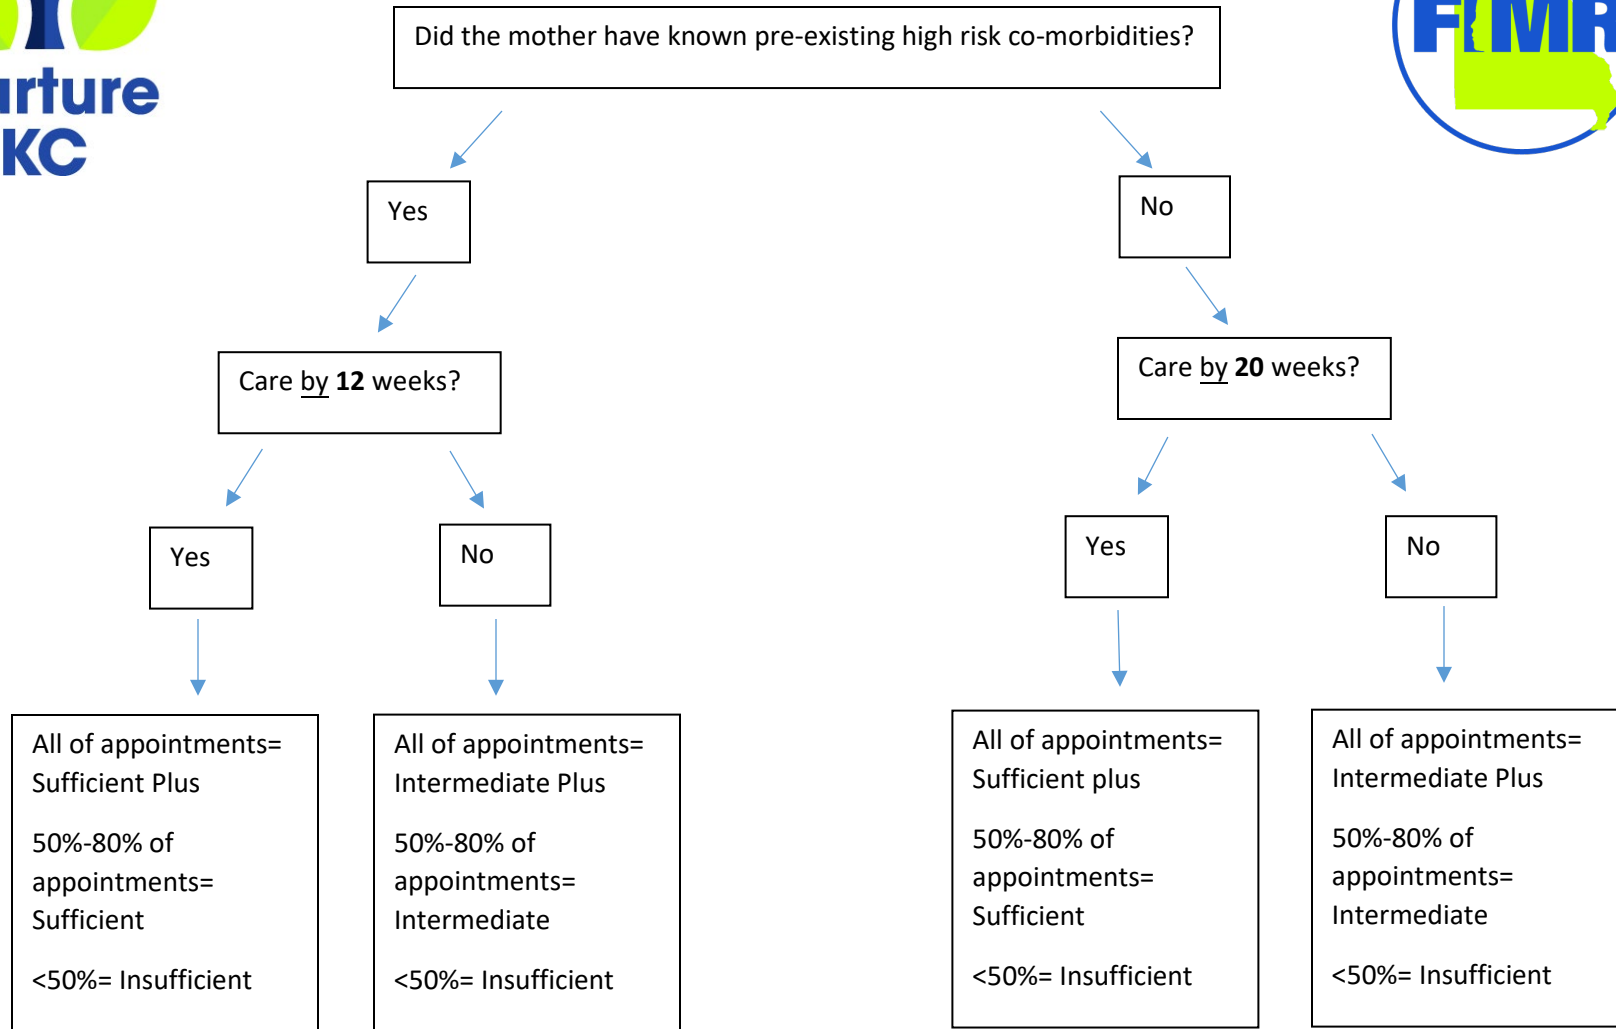 urture
KC
FIMR
Did the mother have known pre-existing high risk co-morbidities?
Yes
No
Care by 12 weeks?
Care by 20 weeks?
Yes
No
Yes
No
All of appointments=
Sufficient Plus
50%-80% of
appointments=
Sufficient
<50%= Insufficient
All of appointments=
Intermediate Plus
50%-80% of
appointments=
Intermediate
<50%= Insufficient
All of appointments=
Sufficient plus
50%-80% of
appointments=
Sufficient
<50%= Insufficient
All of appointments=
Intermediate Plus
50%-80% of
appointments=
Intermediate
<50%= Insufficient